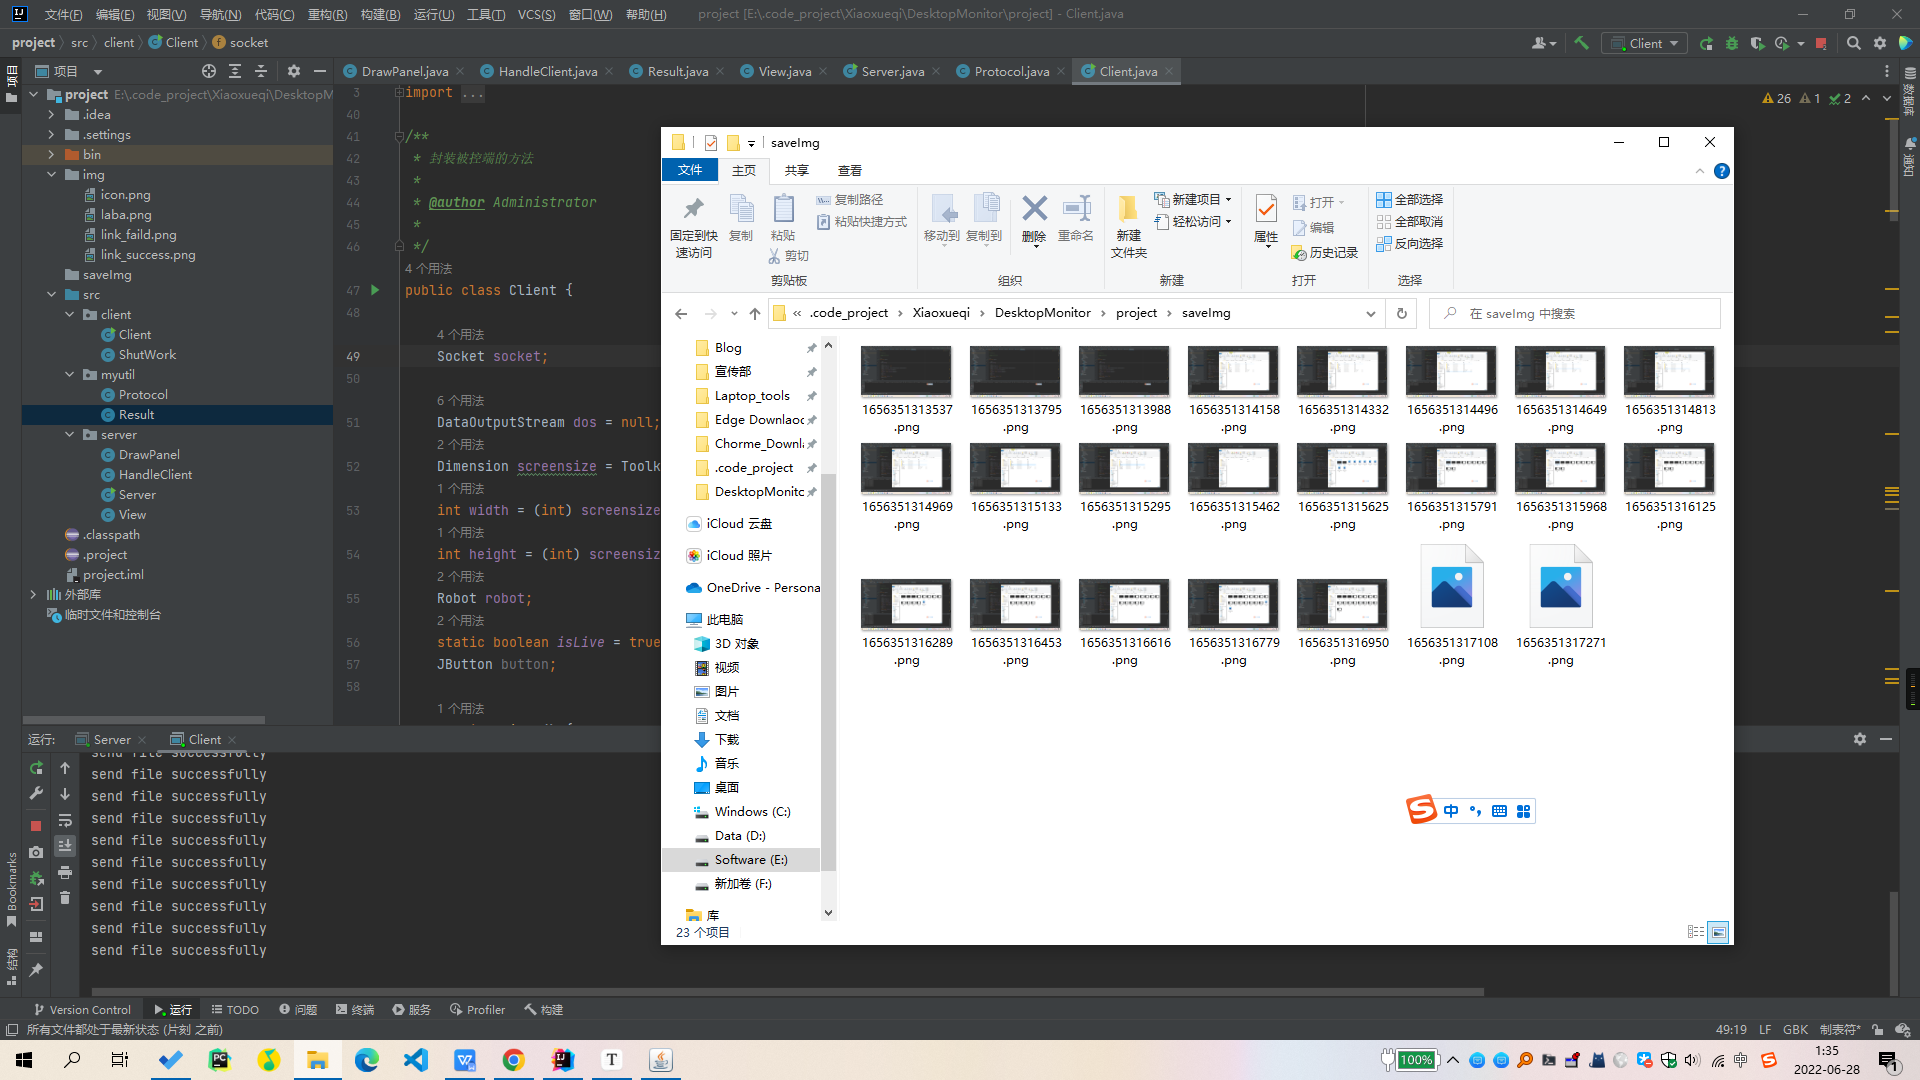 文件(F) 编辑(E) 视图(V) 导航(N) 代码(C) 重构(R) 构建(B) 运行(U) 工具(T) VCS(S) 窗口(W) 帮助(H) project [E:\.code_project\Xiaoxueqi\DesktopMonitor\project] - Client.java
project src client Client socket
Client
项目
DrawPanel.java HandleClient.java Result.java View.java Server.java Protocol.java Client.java
project E:\.code_project\Xiaoxueqi\DesktopM
.idea
.settings
bin
img
icon.png
laba.png
link_faild.png
link_success.png
saveImg
src
client
Client
ShutWork
myutil
Protocol
Result
server
DrawPanel
HandleClient
Server
View
.classpath
.project
project.iml
外部库
临时文件和控制台
项目
Bookmarks
结构
数据库
通知
26 1 2
3 import ...
40
41 /**
42 * 封装被控端的方法
43 *
44 * @author Administrator
45 *
46 */
4 个用法
47 public class Client {
48
4 个用法
49 Socket socket;
50
6 个用法
51 DataOutputStream dos = null;
2 个用法
52 Dimension screensize = Toolk
1 个用法
53 int width = (int) screensize
1 个用法
54 int height = (int) screensiz
2 个用法
55 Robot robot;
2 个用法
56 static boolean isLive = true
57 JButton button;
58
1 个用法
saveImg
文件 主页 共享 查看
固定到快速访问
复制
粘贴
复制路径
粘贴快捷方式
剪切
剪贴板
移动到 复制到 删除 重命名
组织
新建文件夹
新建项目
轻松访问
新建
属性
打开
编辑
历史记录
打开
全部选择
全部取消
反向选择
选择
« .code_project › Xiaoxueqi › DesktopMonitor › project › saveImg
在 saveImg 中搜索
Blog
宣传部
Laptop_tools
Edge Downlaoc
Chorme_Downl
.code_project
DesktopMonitc
iCloud 云盘
iCloud 照片
OneDrive - Persona
此电脑
3D 对象
视频
图片
文档
下载
音乐
桌面
Windows (C:)
Data (D:)
Software (E:)
新加卷 (F:)
库
1656351313537.png 1656351313795.png 1656351313988.png 1656351314158.png 1656351314332.png 1656351314496.png 1656351314649.png 1656351314813.png
1656351314969.png 1656351315133.png 1656351315295.png 1656351315462.png 1656351315625.png 1656351315791.png 1656351315968.png 1656351316125.png
1656351316289.png 1656351316453.png 1656351316616.png 1656351316779.png 1656351316950.png 1656351317108.png 1656351317271.png
23 个项目
中
运行: Server Client
send file successfully
send file successfully
send file successfully
send file successfully
send file successfully
send file successfully
send file successfully
send file successfully
send file successfully
send file successfully
Version Control 运行 TODO 问题 终端 服务 Profiler 构建
所有文件都处于最新状态 (片刻 之前)
49:19 LF GBK 制表符*
100%
中
1:35
2022-06-28
1